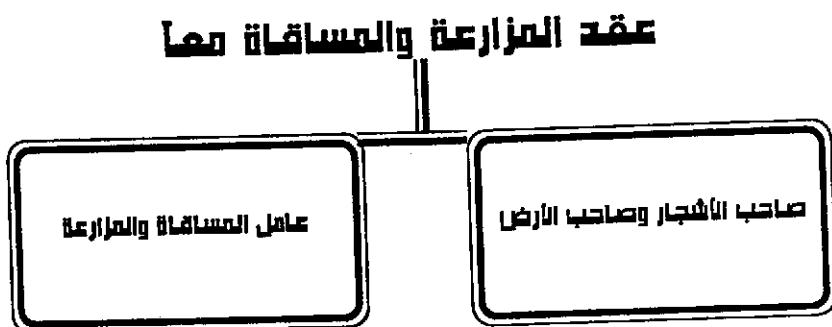 عقد المزارعة والمساقاة معاً
صاحب الأشجار وصاحب الأرض
عامل المساقاة والمزارعة